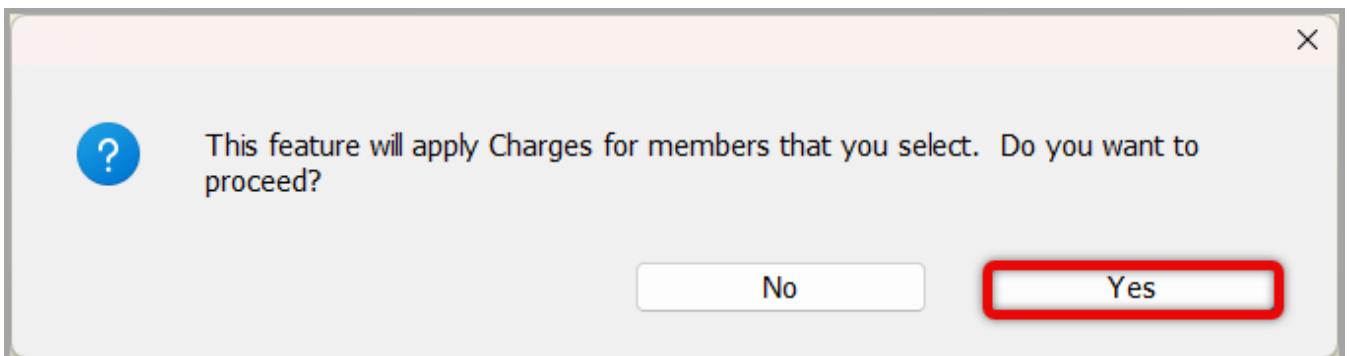 This feature will apply Charges for members that you select.  Do you want to
proceed?
No
Yes